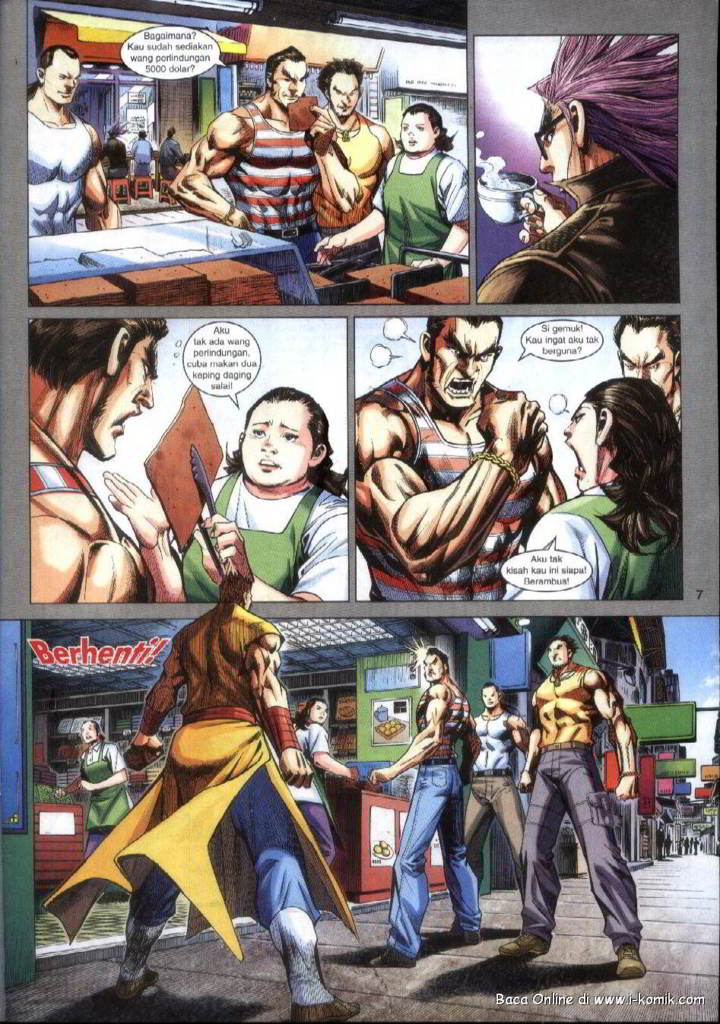 Bagaimana?
Kau sudah sediakan
wang perlindungan
5000 dolar?
Aku
tak ada wang
perlindungan,
cuba makan dua
keping daging
salai!
Si gemuk!
Kau ingat aku tak
berguna?
Aku tak
kisah kau ini siapa!
Berambus!
7
Berhenti!
Baca Online di www.i-komik.com